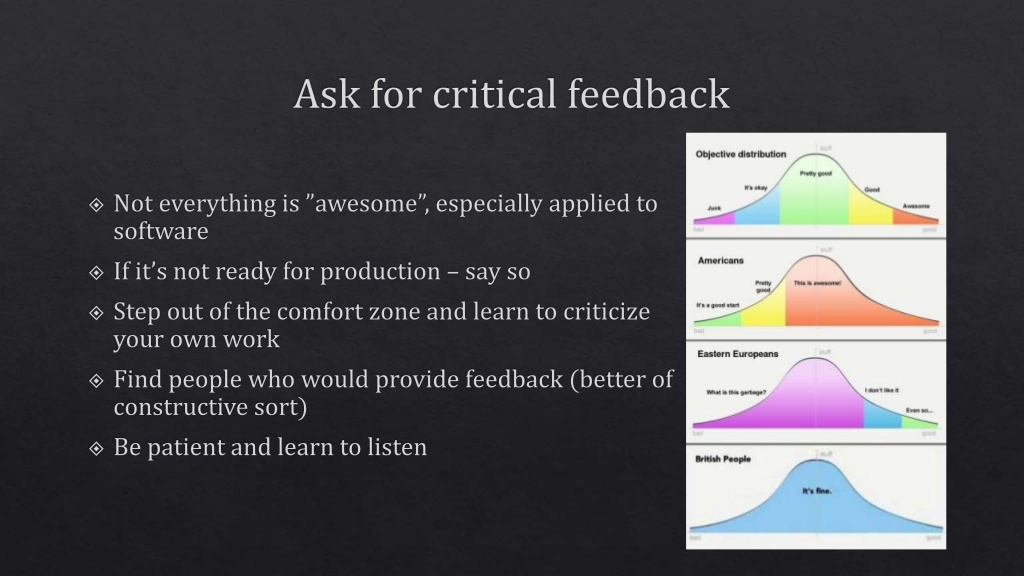 Ask for critical feedback
Not everything is ”awesome”, especially applied to
software
If it’s not ready for production – say so
Step out of the comfort zone and learn to criticize
your own work
Find people who would provide feedback (better of
constructive sort)
Be patient and learn to listen
stuff
Objective distribution
Pretty good
It's okay
Good
Junk
Awesome
bad
good
stuff
Americans
Pretty
good
This is awesome!
It's a good start
bad
good
stuff
Eastern Europeans
What is this garbage?
I don't like it
Even so...
bad
good
stuff
British People
It's fine.
bad
good